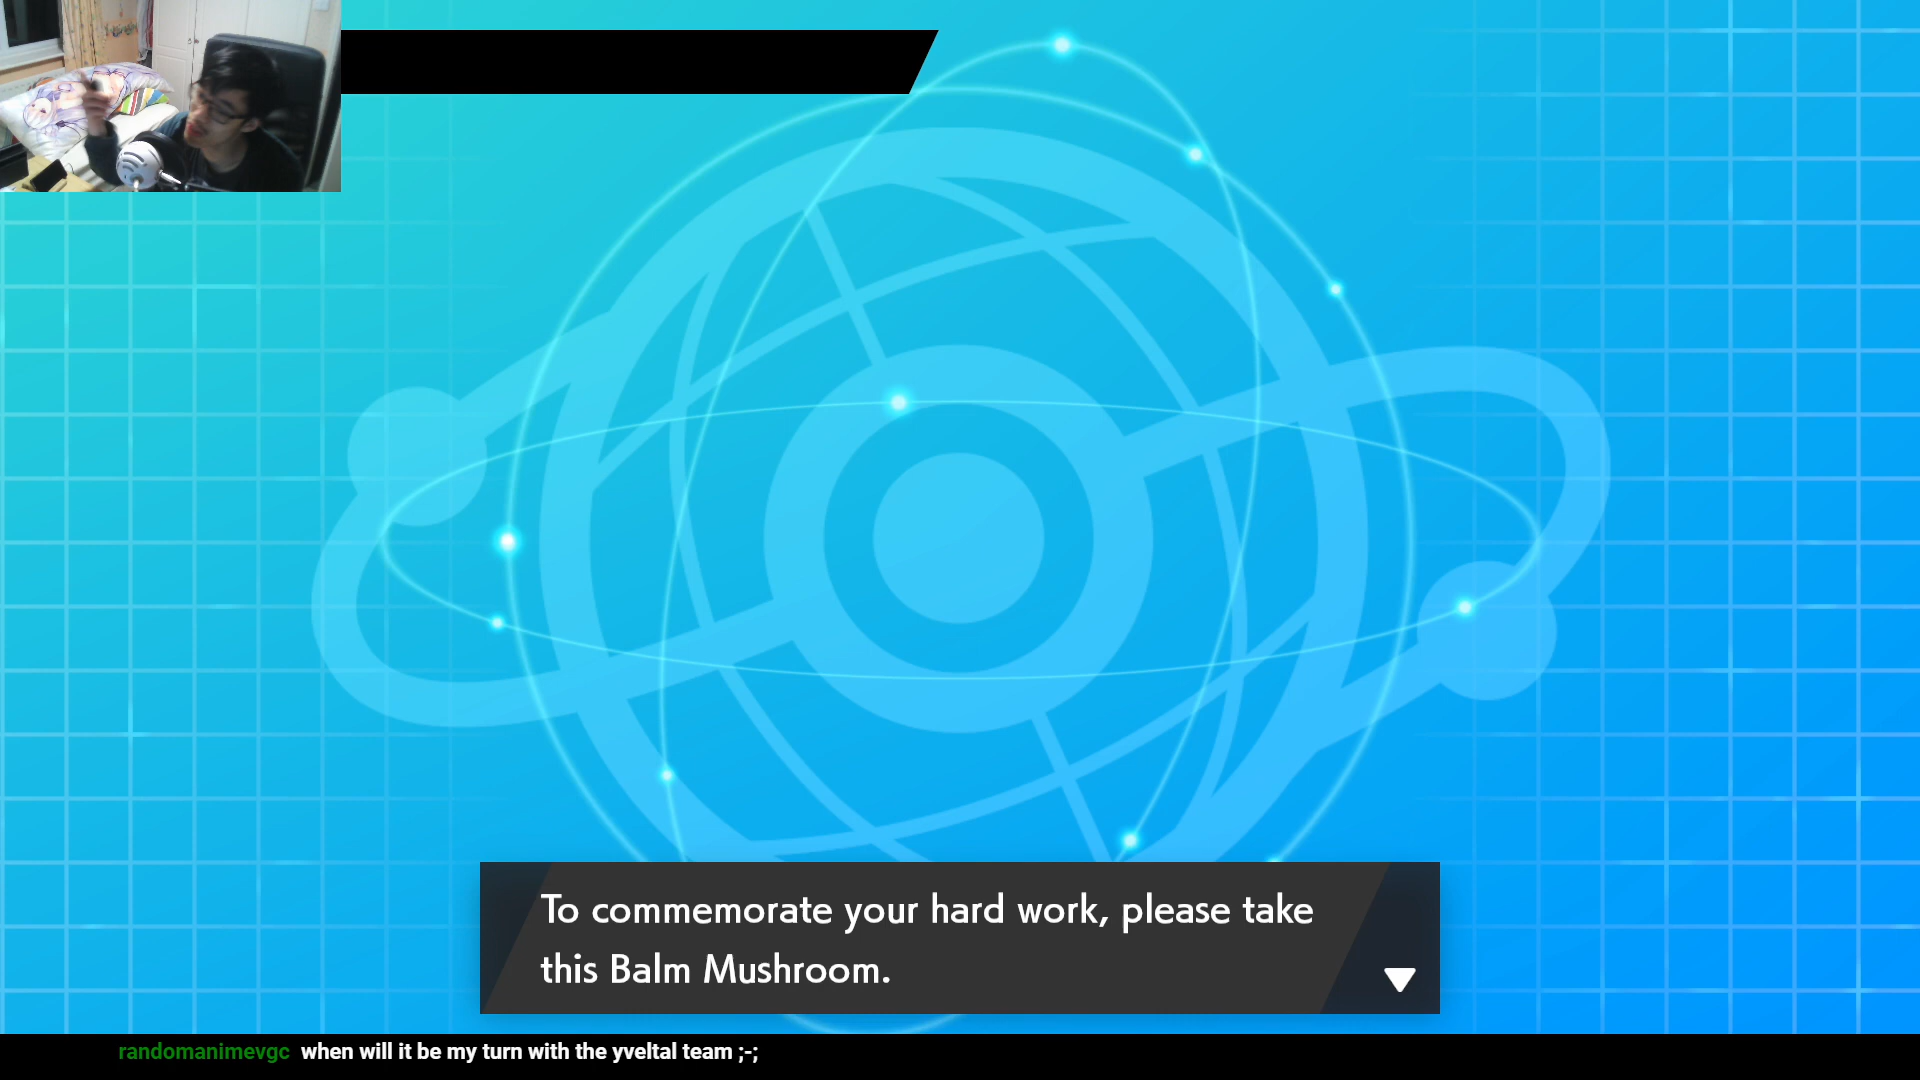 To commemorate your hard work, please take
this Balm Mushroom.
randomanimevgc when will it be my turn with the yveltal team ;-;